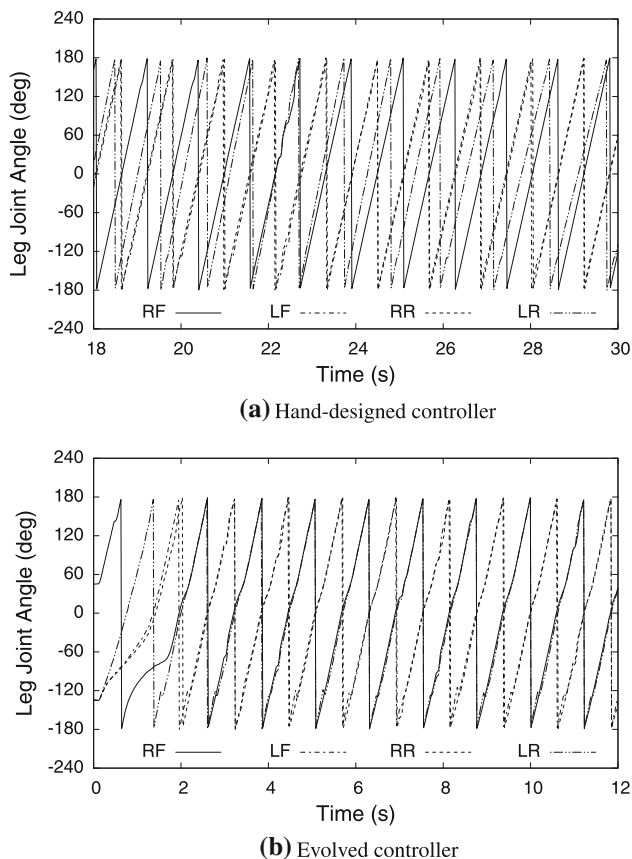 240
180
120
60
0
-60
-120
-180
-240
Leg Joint Angle (deg)
RF LF RR LR
18 20 22 24 26 28 30
Time (s)
(a) Hand-designed controller
240
180
120
60
0
-60
-120
-180
-240
Leg Joint Angle (deg)
RF LF RR LR
0 2 4 6 8 10 12
Time (s)
(b) Evolved controller